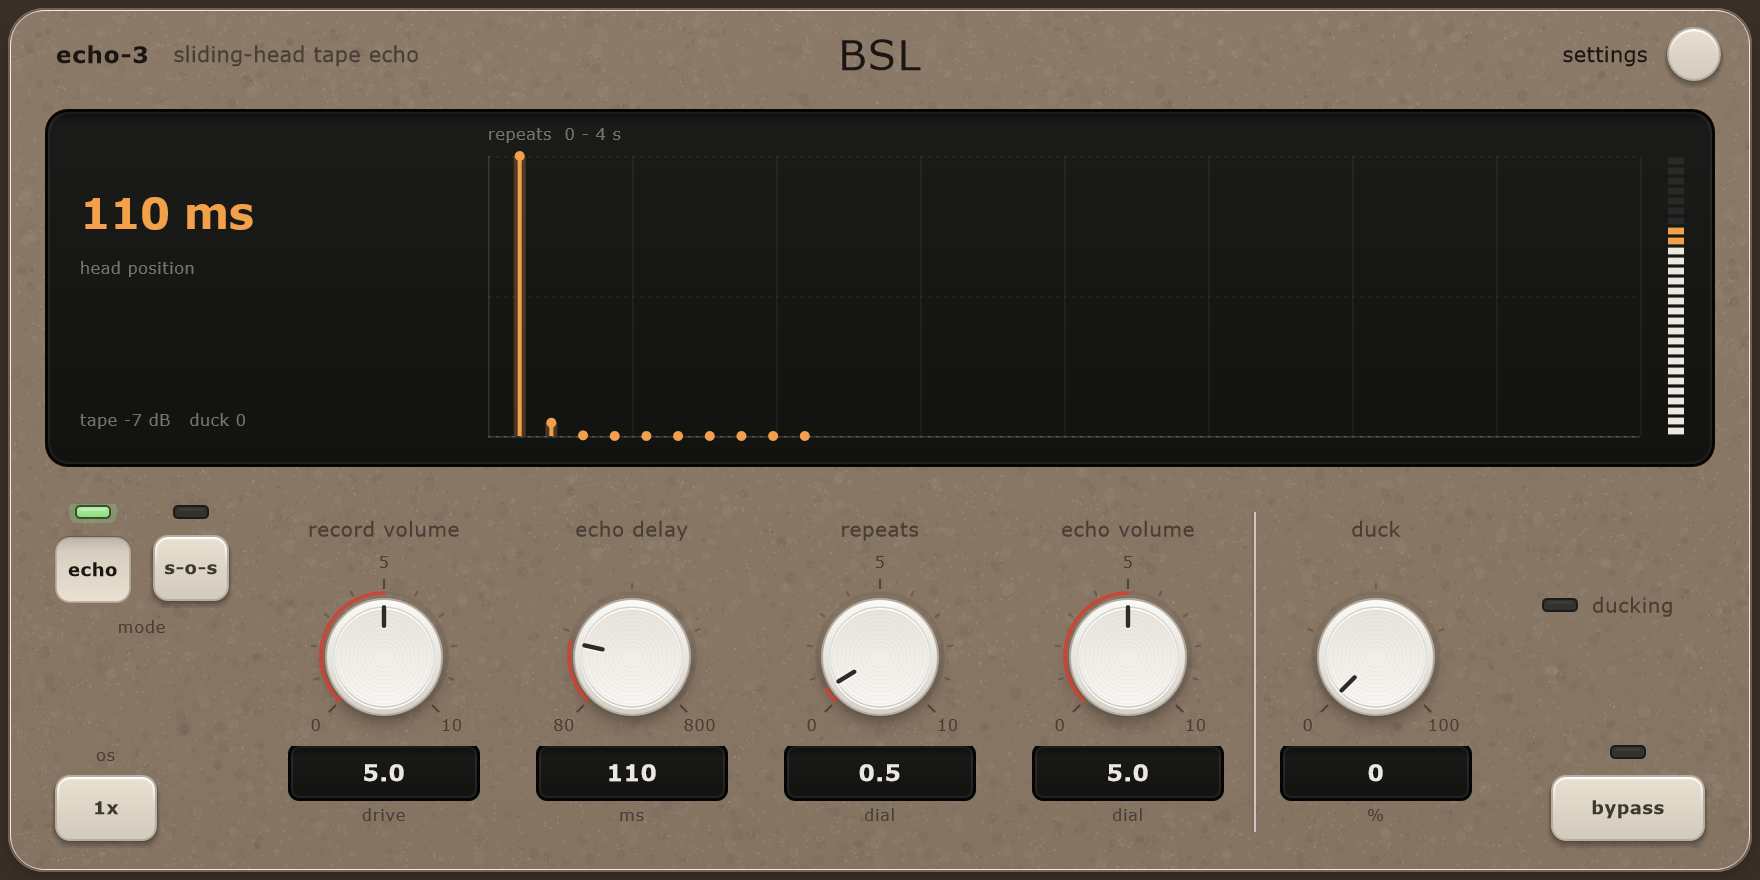 echo-3 sliding-head tape echo BSL settings
repeats 0 - 4 s
110 ms
head position
tape -7 dB duck 0
echo s-o-s
mode
os
1x
record volume echo delay repeats echo volume duck
5 5 5
ducking
0 10 80 800 0 10 0 10 0 100
5.0 110 0.5 5.0 0
drive ms dial dial %
bypass